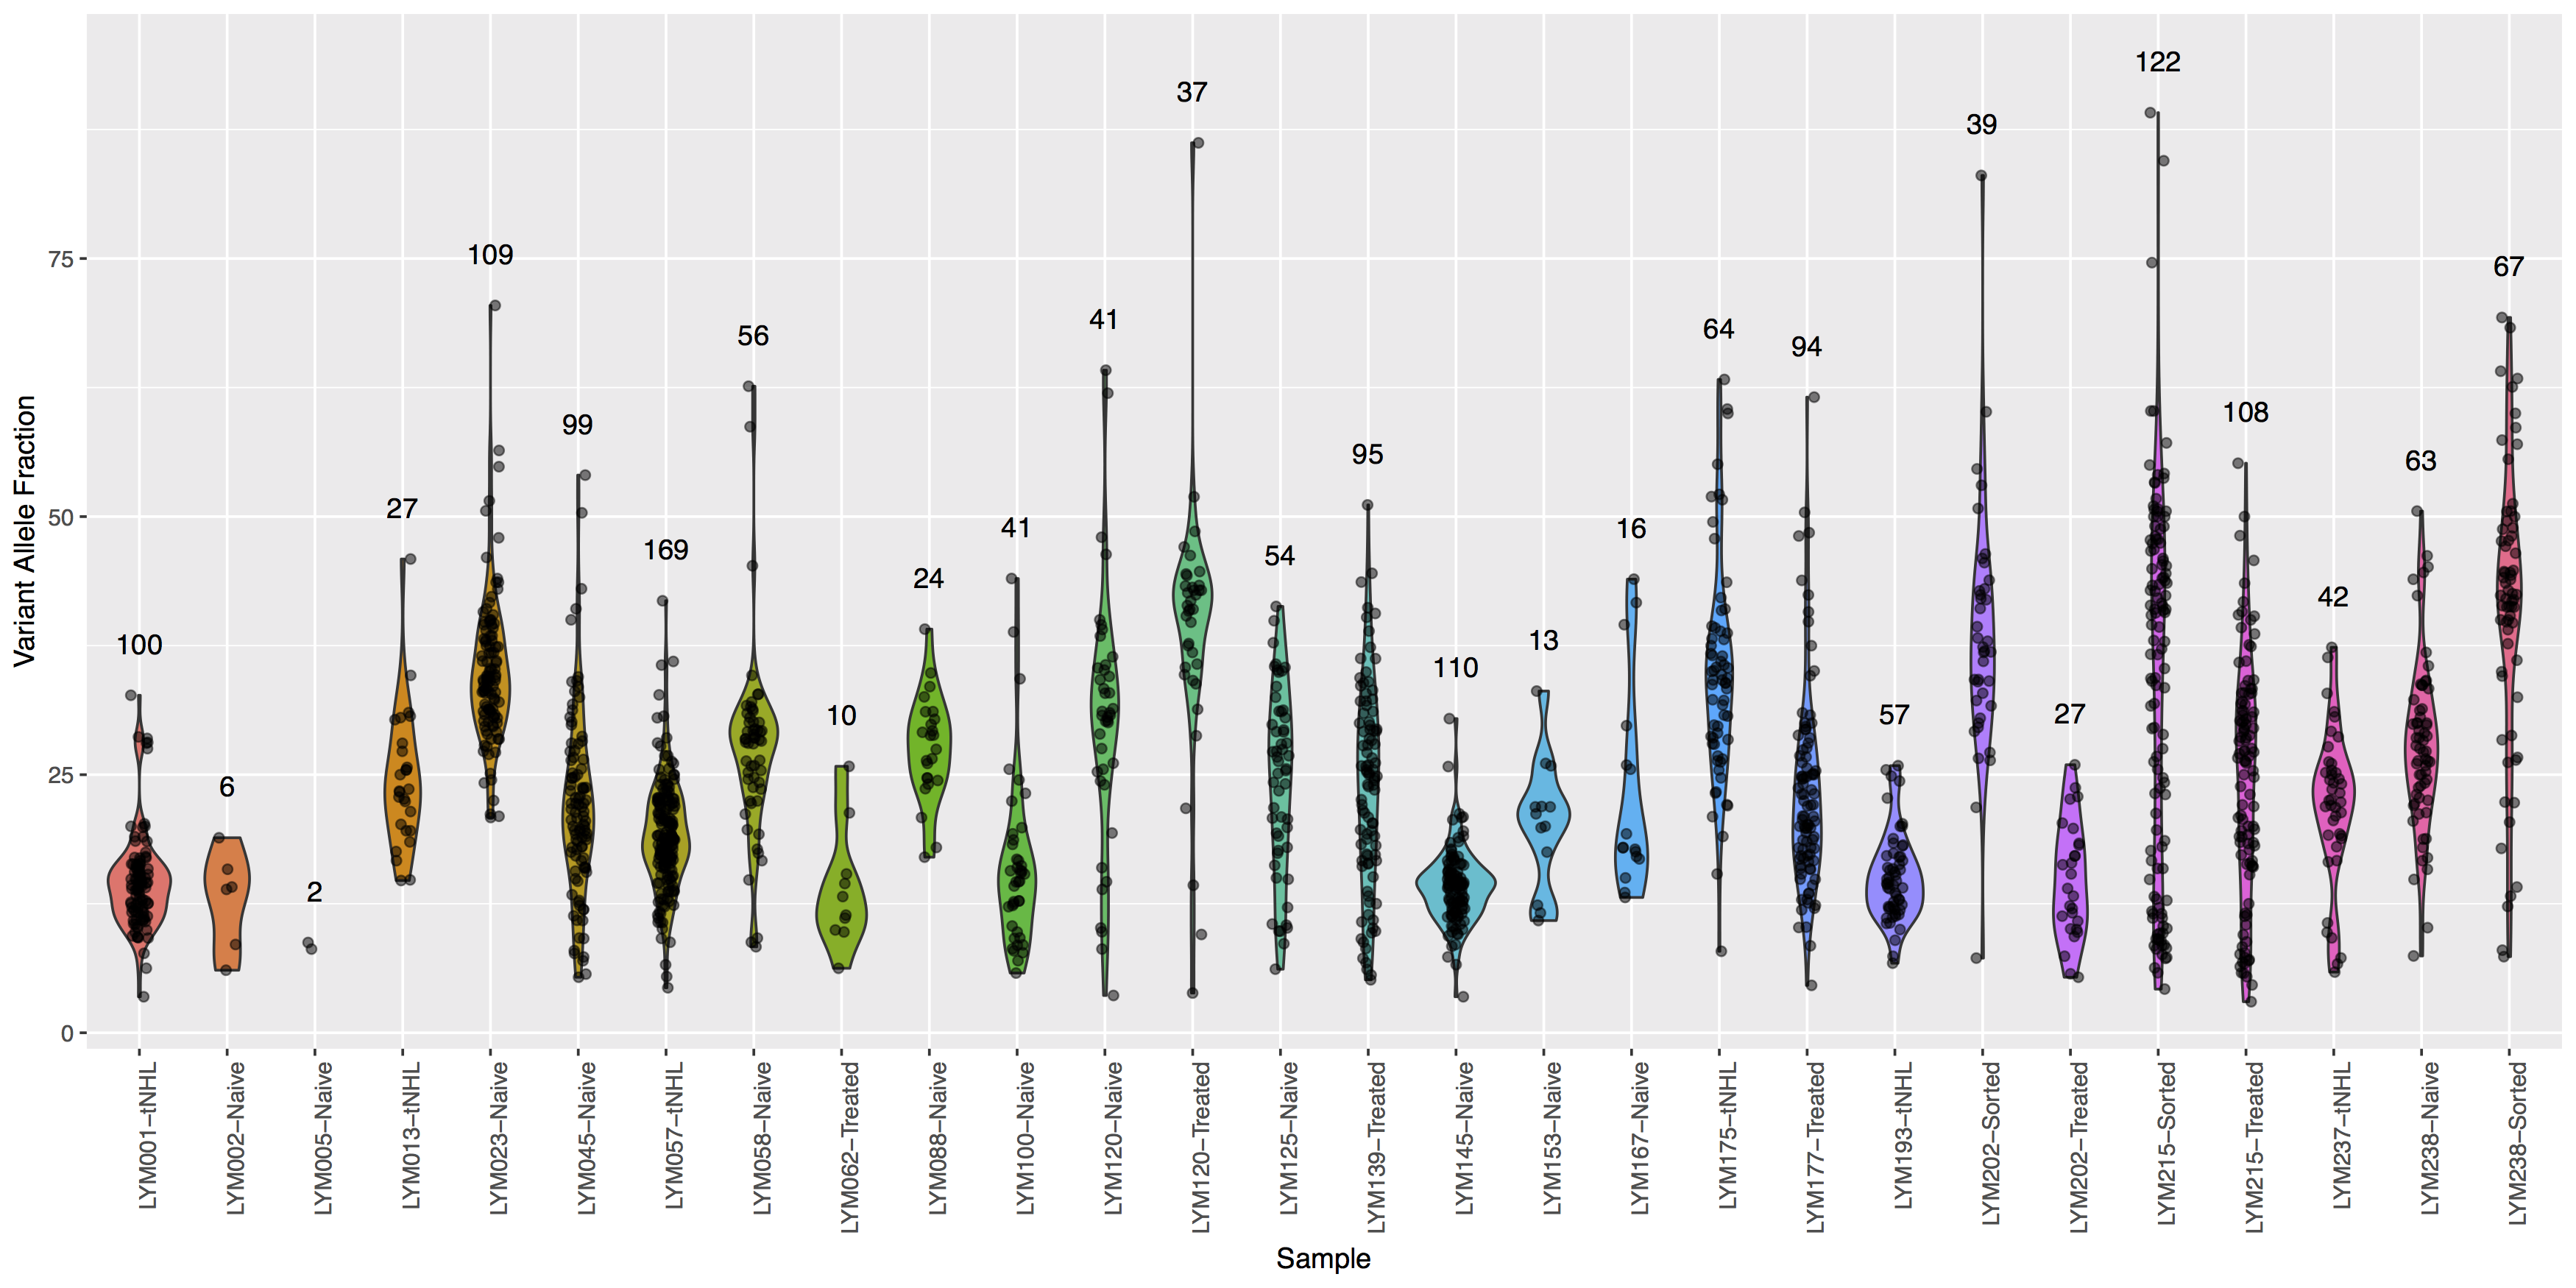 122
37
39
109
67
64
56
41
94
99
108
95
63
27
41
16
169
54
24
42
13
110
100
10
57
27
6
2
75
50
25
0
Variant Allele Fraction
LYM001−tNHL
LYM002−Naive
LYM005−Naive
LYM013−tNHL
LYM023−Naive
LYM045−Naive
LYM057−tNHL
LYM058−Naive
LYM062−Treated
LYM088−Naive
LYM100−Naive
LYM120−Naive
LYM120−Treated
LYM125−Naive
LYM139−Treated
LYM145−Naive
LYM153−Naive
LYM167−Naive
LYM175−tNHL
LYM177−Treated
LYM193−tNHL
LYM202−Sorted
LYM202−Treated
LYM215−Sorted
LYM215−Treated
LYM237−tNHL
LYM238−Naive
LYM238−Sorted
Sample